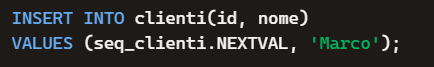 INSERT INTO clienti(id, nome)
VALUES (seq_clienti.NEXTVAL, 'Marco');